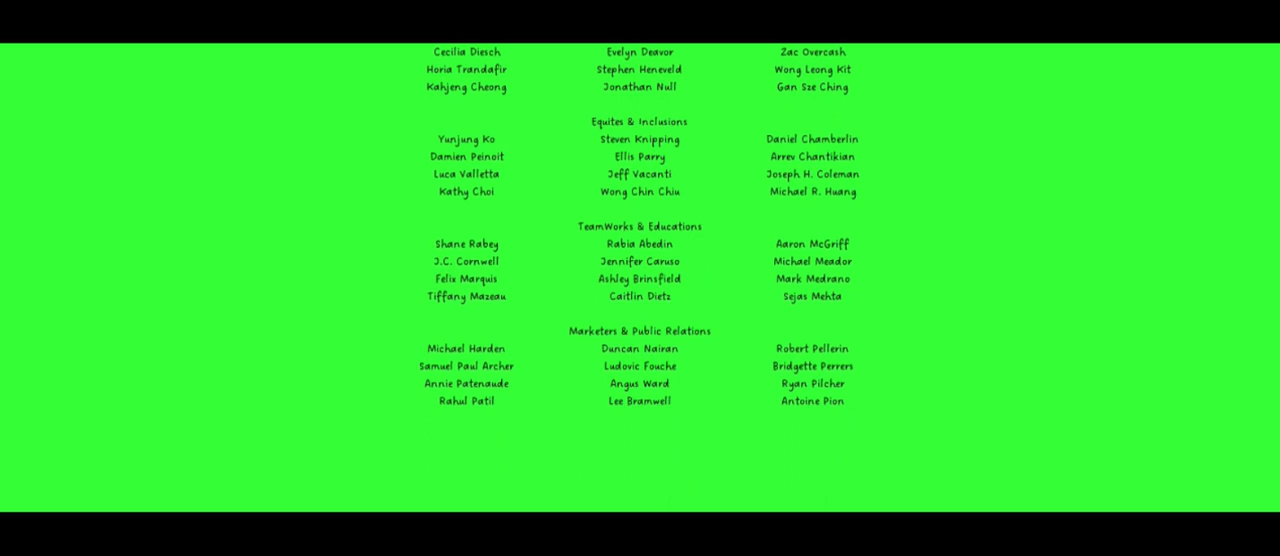 Cecilia Diesch Evelyn Deavor Zac Overcash
Horia Trandafir Stephen Heneveld Wong Leong Kit
Kahjeng Cheong Jonathan Null Gan Sze Ching
Equites & Inclusions
Yunjung Ko Steven Knipping Daniel Chamberlin
Damien Peinoit Ellis Parry Arrev Chantikian
Luca Valletta Jeff Vacanti Joseph H. Coleman
Kathy Choi Wong Chin Chiu Michael R. Huang
TeamWorks & Educations
Shane Rabey Rabia Abedin Aaron McGriff
J.C. Cornwell Jennifer Caruso Michael Meador
Felix Marquis Ashley Brinsfield Mark Medrano
Tiffany Mazeau Caitlin Dietz Sejas Mehta
Marketers & Public Relations
Michael Harden Duncan Nairan Robert Pellerin
Samuel Paul Archer Ludovic Fouche Bridgette Perrers
Annie Patenaude Angus Ward Ryan Pilcher
Rahul Patil Lee Bramwell Antoine Pion